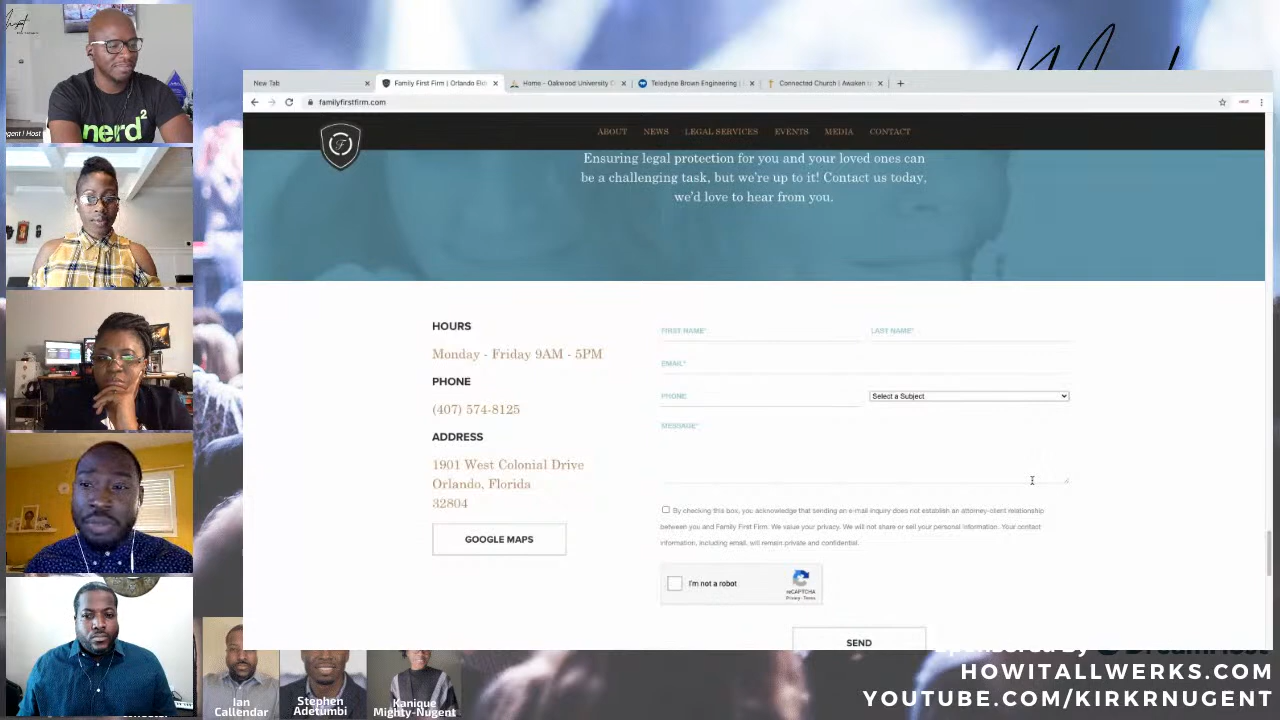 nerd²
gent ! Host
New Tab
Family First Firm | Orlando Eld
Home - Oakwood University C
Teledyne Brown Engineering |
Connected Church | Awaken t
familyfirstfirm.com
ABOUT NEWS LEGAL SERVICES EVENTS MEDIA CONTACT
F
Ensuring legal protection for you and your loved ones can
be a challenging task, but we're up to it! Contact us today,
we'd love to hear from you.
HOURS
Monday - Friday 9AM - 5PM
PHONE
(407) 574-8125
ADDRESS
1901 West Colonial Drive
Orlando, Florida
32804
GOOGLE MAPS
FIRST NAME*
LAST NAME*
EMAIL*
PHONE
Select a Subject
MESSAGE*
By checking this box, you acknowledge that sending an e-mail inquiry does not establish an attorney-client relationship
between you and Family First Firm. We value your privacy. We will not share or sell your personal information. Your contact
information, including email, will remain private and confidential.
I'm not a robot
reCAPTCHA
Privacy - Terms
SEND
Ian
Callendar
Stephen
Adetumbi
Kanique
Mighty-Nugent
HOWITALLWERKS.COM
YOUTUBE.COM/KIRKRNUGENT